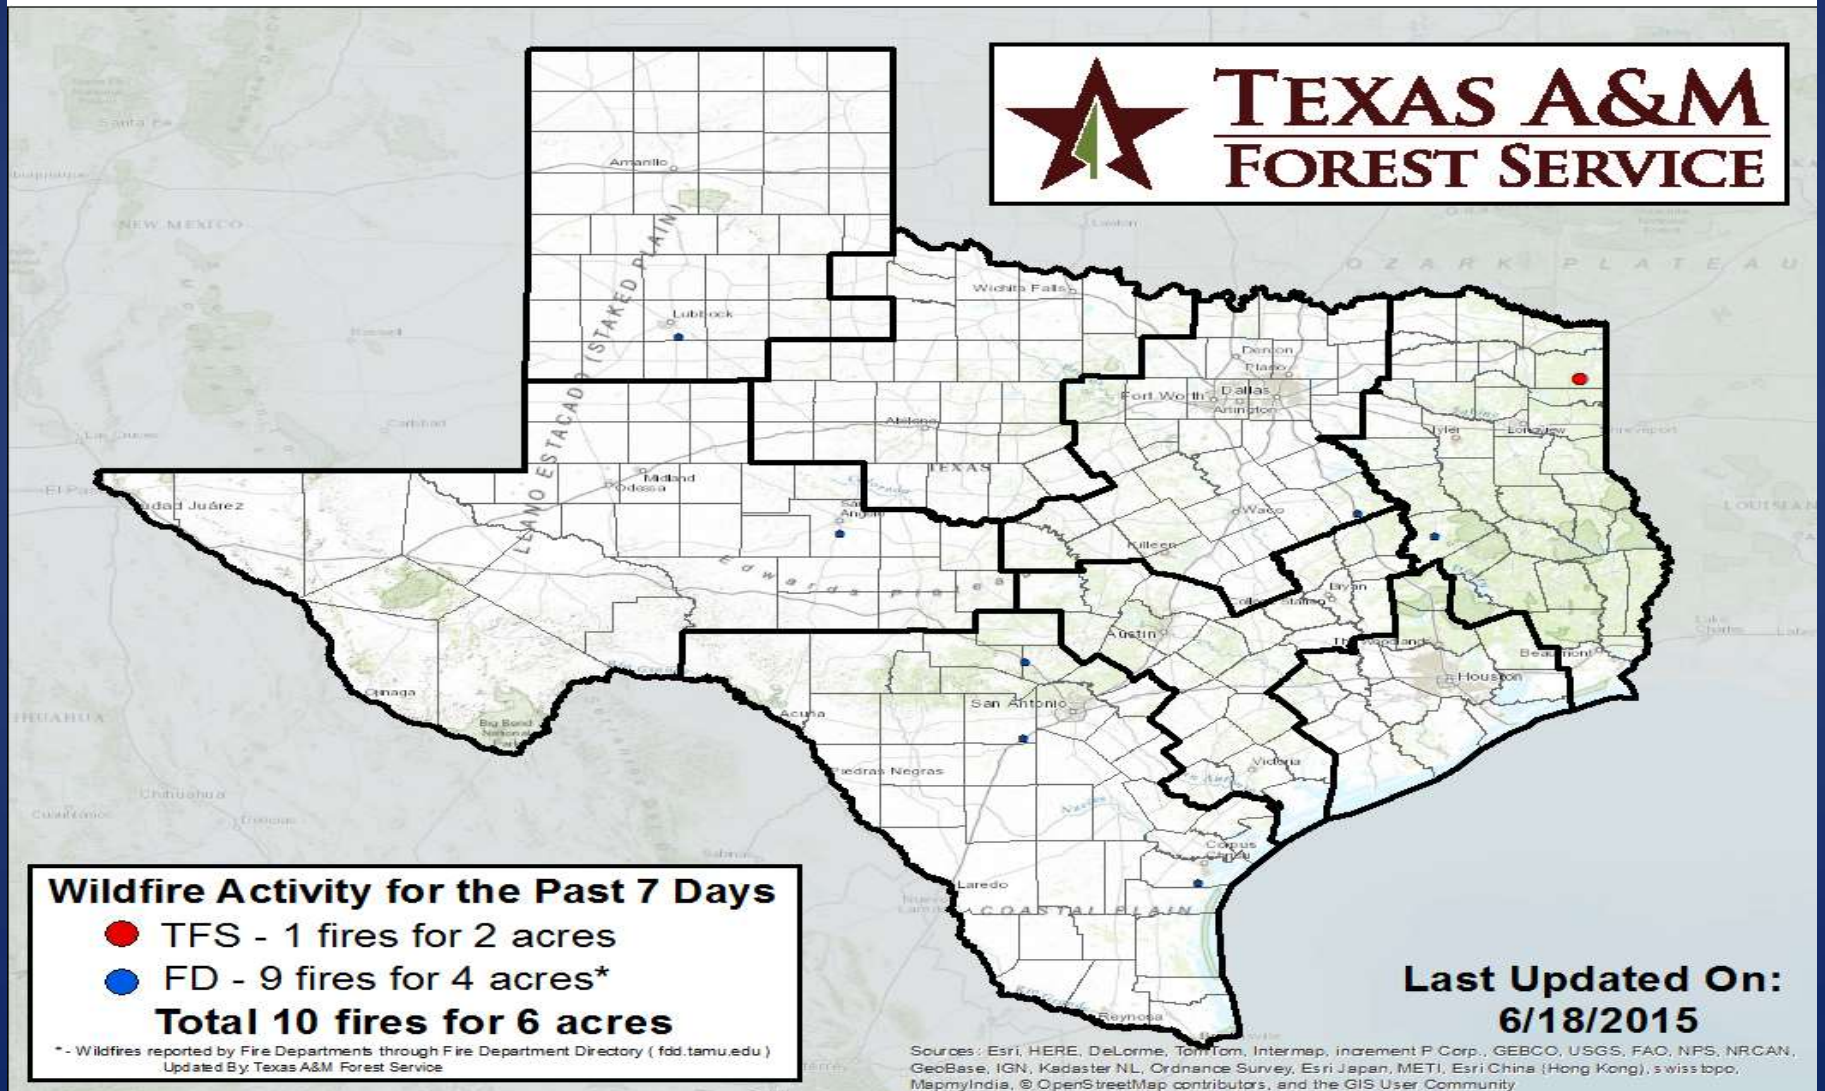 TEXAS A&M
FOREST SERVICE
Santa Fe
Amarillo
NEW MEXICO
Lawton
OZARK PLATEAU
Wichita Falls
Lubbock
LLANO ESTACADO (STAKED PLAIN)
Denton
Plano
Dallas
Fort Worth
Arlington
Carlsbad
Abilene
Tyler
Longview
Shreveport
Las Cruces
TEXAS
Midland
Odessa
El Paso
Colorado
San
Angelo
Waco
Killeen
Edwards Plateau
Bryan
College Station
Austin
The Woodlands
Beaumont
Lake
Charles
Houston
Ojinaga
Big Bend
National
Park
Acuña
San Antonio
Victoria
Piedras Negras
Chihuahua
Nueces
Corpus
Christi
Laredo
COASTAL PLAIN
Reynosa
Wildfire Activity for the Past 7 Days
TFS - 1 fires for 2 acres
FD - 9 fires for 4 acres*
Total 10 fires for 6 acres
* - Wildfires reported by Fire Departments through Fire Department Directory ( fdd.tamu.edu )
Updated By: Texas A&M Forest Service
Last Updated On:
6/18/2015
Sources: Esri, HERE, DeLorme, TomTom, Intermap, increment P Corp., GEBCO, USGS, FAO, NPS, NRCAN,
GeoBase, IGN, Kadaster NL, Ordnance Survey, Esri Japan, METI, Esri China (Hong Kong), swisstopo,
MapmyIndia, © OpenStreetMap contributors, and the GIS User Community